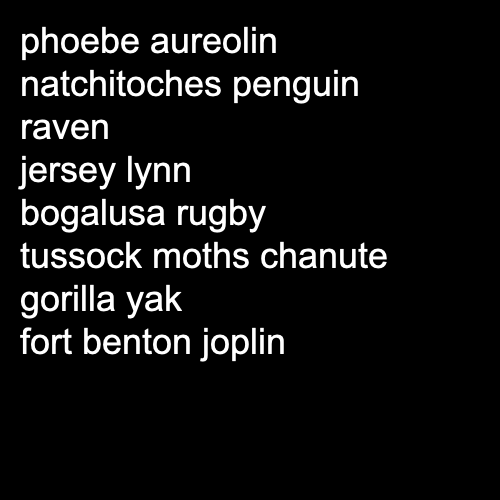 phoebe aureolin
natchitoches penguin
raven
jersey lynn
bogalusa rugby
tussock moths chanute
gorilla yak
fort benton joplin